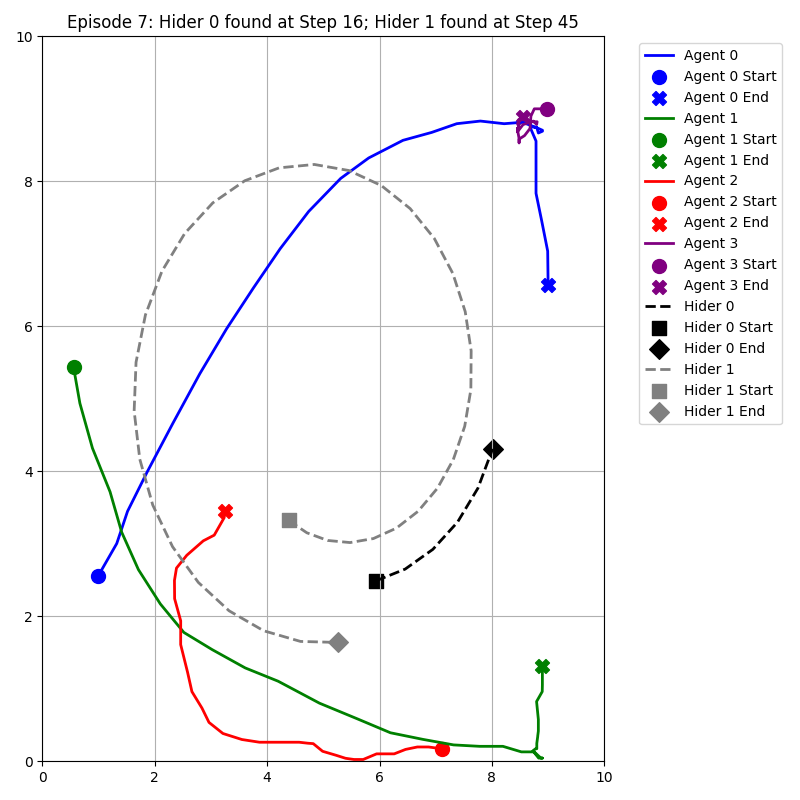 Episode 7: Hider 0 found at Step 16; Hider 1 found at Step 45
10
8
6
4
2
0
0 2 4 6 8 10
Agent 0
Agent 0 Start
Agent 0 End
Agent 1
Agent 1 Start
Agent 1 End
Agent 2
Agent 2 Start
Agent 2 End
Agent 3
Agent 3 Start
Agent 3 End
Hider 0
Hider 0 Start
Hider 0 End
Hider 1
Hider 1 Start
Hider 1 End